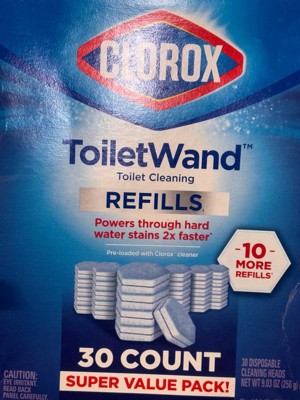 CLOROX
ToiletWand™
Toilet Cleaning
REFILLS
Powers through hard
water stains 2x faster*
Pre-loaded with Clorox® cleaner
-10-
MORE
REFILLS*
30 COUNT
SUPER VALUE PACK!
CAUTION:
EYE IRRITANT.
READ BACK
PANEL CAREFULLY.
30 DISPOSABLE
CLEANING HEADS
NET WT 9.03 OZ (256 g)